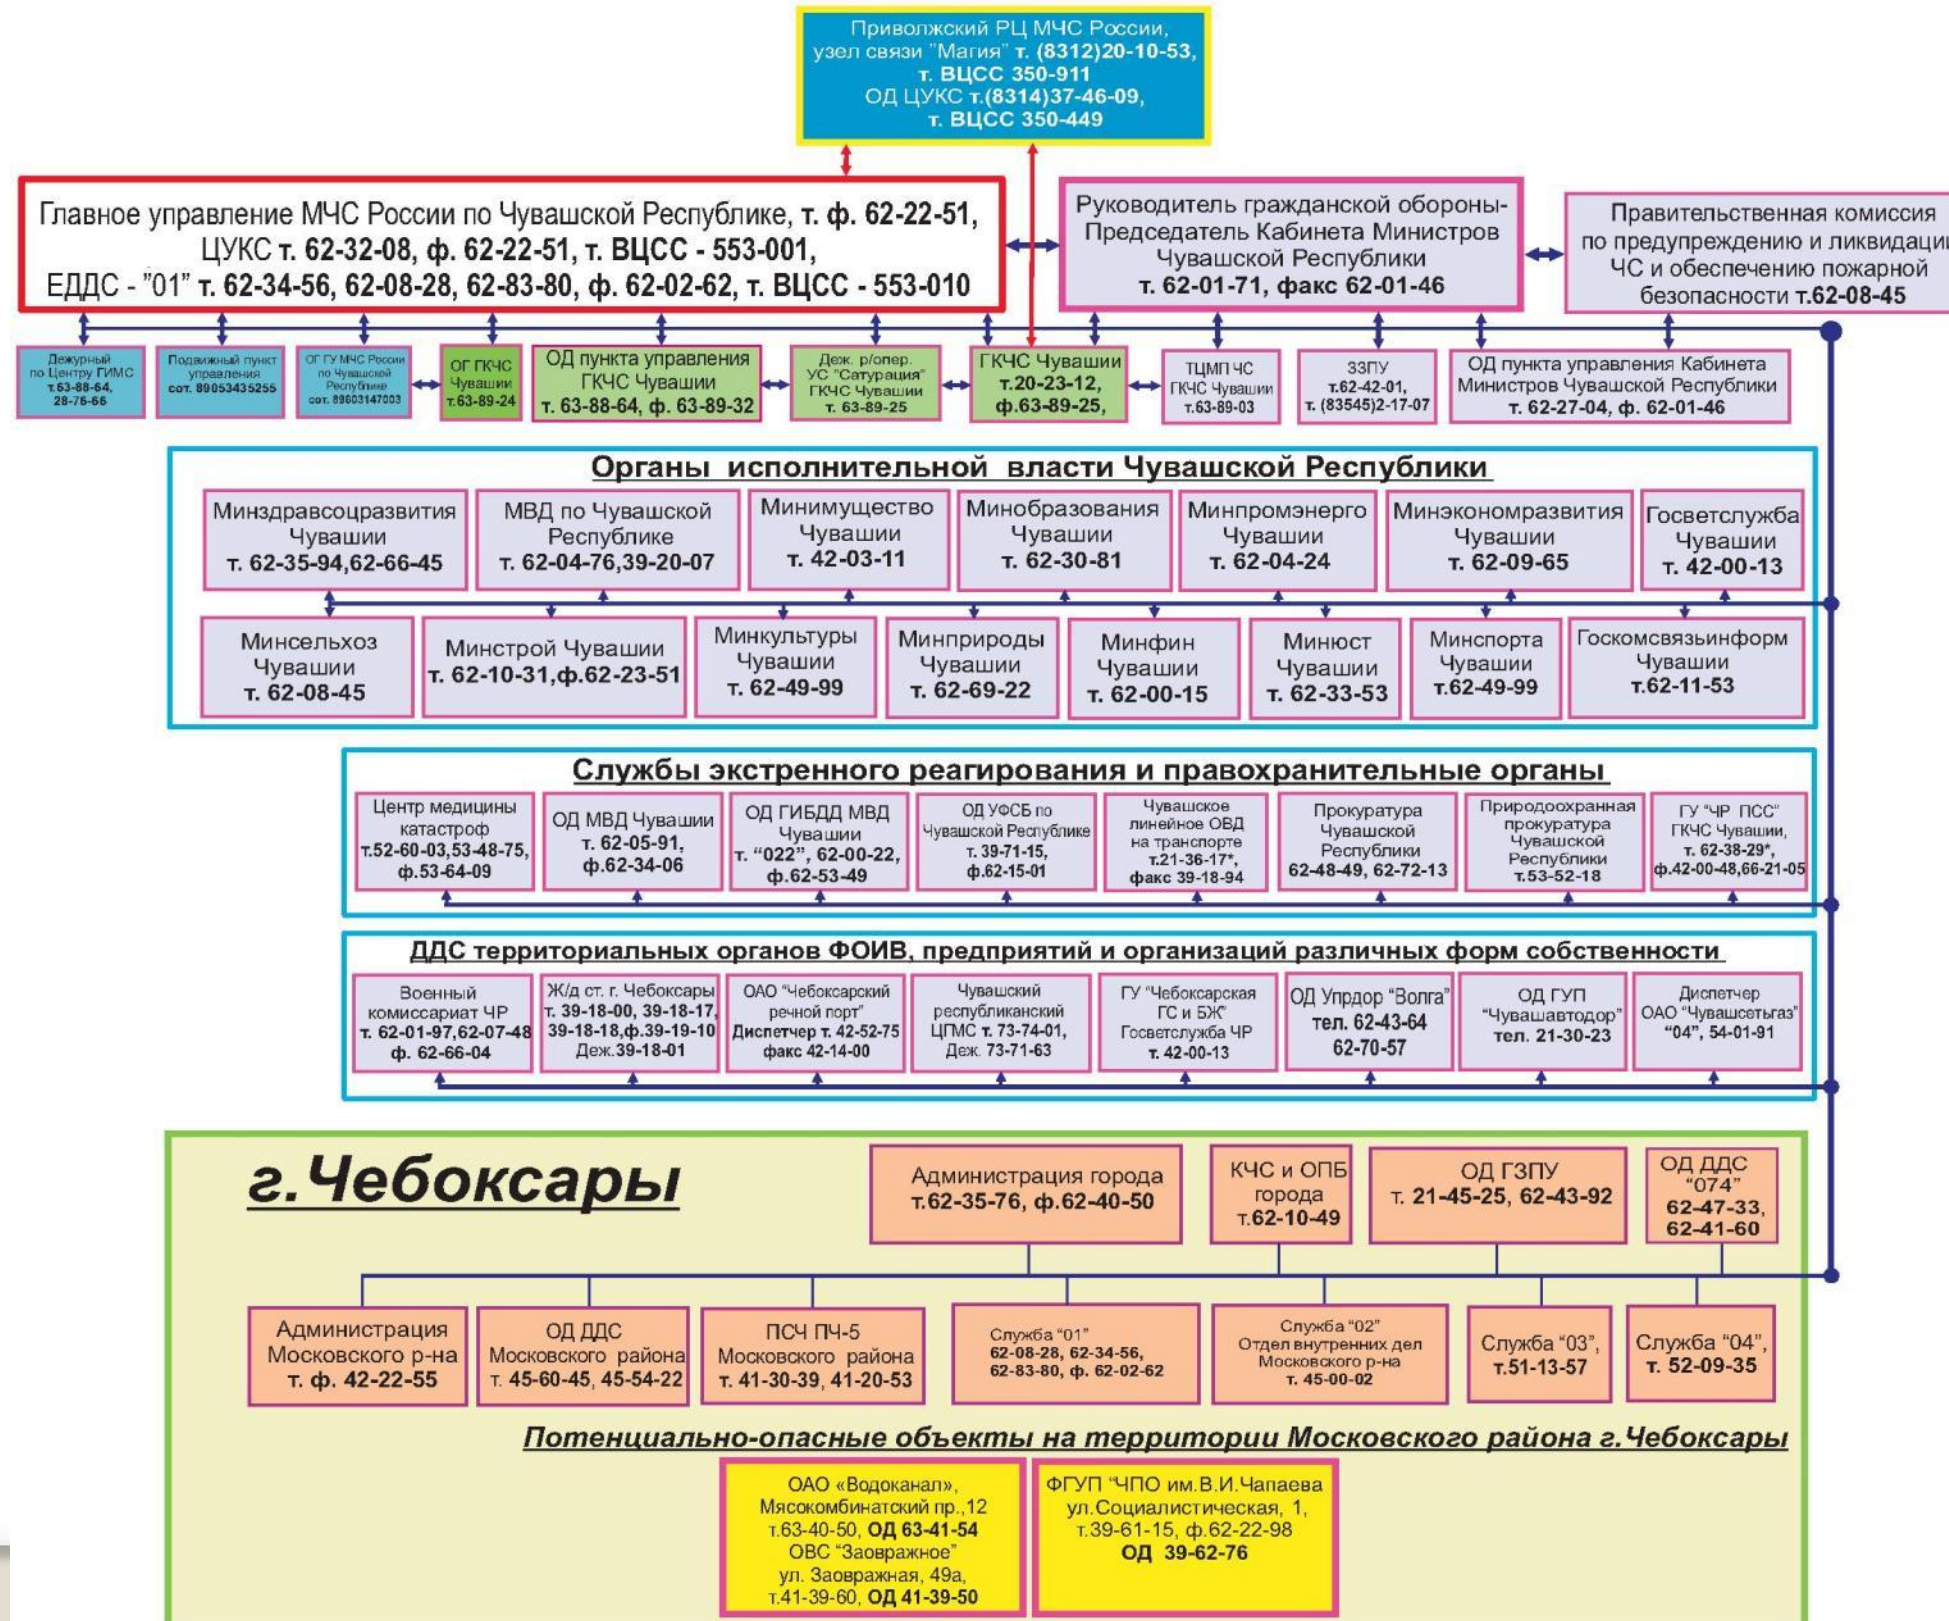 Приволжский РЦ МЧС России,
узел связи "Магия" т. (8312)20-10-53,
т. ВЦСС 350-911
ОД ЦУКС т.(8314)37-46-09,
т. ВЦСС 350-449
Главное управление МЧС России по Чувашской Республике, т. ф. 62-22-51,
ЦУКС т. 62-32-08, ф. 62-22-51, т. ВЦСС - 553-001,
ЕДДС - "01" т. 62-34-56, 62-08-28, 62-83-80, ф. 62-02-62, т. ВЦСС - 553-010
Руководитель гражданской обороны-
Председатель Кабинета Министров
Чувашской Республики
т. 62-01-71, факс 62-01-46
Правительственная комиссия
по предупреждению и ликвидации
ЧС и обеспечению пожарной
безопасности т.62-08-45
Дежурный
по Центру ГИМС
т.63-88-64,
28-76-66
Подвижный пункт
управления
сот. 89053435255
ОГ ГУ МЧС России
по Чувашской
Республике
сот. 89603147003
ОГ ГКЧС
Чувашии
т.63-89-24
ОД пункта управления
ГКЧС Чувашии
т. 63-88-64, ф. 63-89-32
Деж. р/опер.
УС "Сатурация"
ГКЧС Чувашии
т. 63-89-25
ГКЧС Чувашии
т.20-23-12,
ф.63-89-25,
ТЦМП ЧС
ГКЧС Чувашии
т.63-89-03
ЗЗПУ
т.62-42-01,
т. (83545)2-17-07
ОД пункта управления Кабинета
Министров Чувашской Республики
т. 62-27-04, ф. 62-01-46
Органы исполнительной власти Чувашской Республики
Минздравсоцразвития
Чувашии
т. 62-35-94,62-66-45
МВД по Чувашской
Республике
т. 62-04-76,39-20-07
Минимущество
Чувашии
т. 42-03-11
Минобразования
Чувашии
т. 62-30-81
Минпромэнерго
Чувашии
т. 62-04-24
Минэкономразвития
Чувашии
т. 62-09-65
Госветслужба
Чувашии
т. 42-00-13
Минсельхоз
Чувашии
т. 62-08-45
Минстрой Чувашии
т. 62-10-31,ф.62-23-51
Минкультуры
Чувашии
т. 62-49-99
Минприроды
Чувашии
т. 62-69-22
Минфин
Чувашии
т. 62-00-15
Минюст
Чувашии
т. 62-33-53
Минспорта
Чувашии
т.62-49-99
Госкомсвязьинформ
Чувашии
т.62-11-53
Службы экстренного реагирования и правохранительные органы
Центр медицины
катастроф
т.52-60-03,53-48-75,
ф.53-64-09
ОД МВД Чувашии
т. 62-05-91,
ф.62-34-06
ОД ГИБДД МВД
Чувашии
т. "022", 62-00-22,
ф.62-53-49
ОД УФСБ по
Чувашской Республике
т. 39-71-15,
ф.62-15-01
Чувашское
линейное ОВД
на транспорте
т.21-36-17*,
факс 39-18-94
Прокуратура
Чувашской
Республики
62-48-49, 62-72-13
Природоохранная
прокуратура
Чувашской
Республики
т.53-52-18
ГУ "ЧР ПСС"
ГКЧС Чувашии,
т. 62-38-29*,
ф.42-00-48,66-21-05
ДДС территориальных органов ФОИВ, предприятий и организаций различных форм собственности
Военный
комиссариат ЧР
т. 62-01-97,62-07-48
ф. 62-66-04
Ж/д ст. г. Чебоксары
т. 39-18-00, 39-18-17,
39-18-18,ф.39-19-10
Деж.39-18-01
ОАО "Чебоксарский
речной порт"
Диспетчер т. 42-52-75
факс 42-14-00
Чувашский
республиканский
ЦГМС т. 73-74-01,
Деж. 73-71-63
ГУ "Чебоксарская
ГС и БЖ"
Госветслужба ЧР
т. 42-00-13
ОД Упрдор "Волга"
тел. 62-43-64
62-70-57
ОД ГУП
"Чувашавтодор"
тел. 21-30-23
Диспетчер
ОАО "Чувашсетьгаз"
"04", 54-01-91
г.Чебоксары
Администрация города
т.62-35-76, ф.62-40-50
КЧС и ОПБ
города
т.62-10-49
ОД ГЗПУ
т. 21-45-25, 62-43-92
ОД ДДС
"074"
62-47-33,
62-41-60
Администрация
Московского р-на
т. ф. 42-22-55
ОД ДДС
Московского района
т. 45-60-45, 45-54-22
ПСЧ ПЧ-5
Московского района
т. 41-30-39, 41-20-53
Служба "01"
62-08-28, 62-34-56,
62-83-80, ф. 62-02-62
Служба "02"
Отдел внутренних дел
Московского р-на
т. 45-00-02
Служба "03",
т.51-13-57
Служба "04",
т. 52-09-35
Потенциально-опасные объекты на территории Московского района г.Чебоксары
ОАО «Водоканал»,
Мясокомбинатский пр.,12
т.63-40-50, ОД 63-41-54
ОВС "Заовражное"
ул. Заовражная, 49а,
т.41-39-60, ОД 41-39-50
ФГУП "ЧПО им.В.И.Чапаева
ул.Социалистическая, 1,
т.39-61-15, ф.62-22-98
ОД 39-62-76